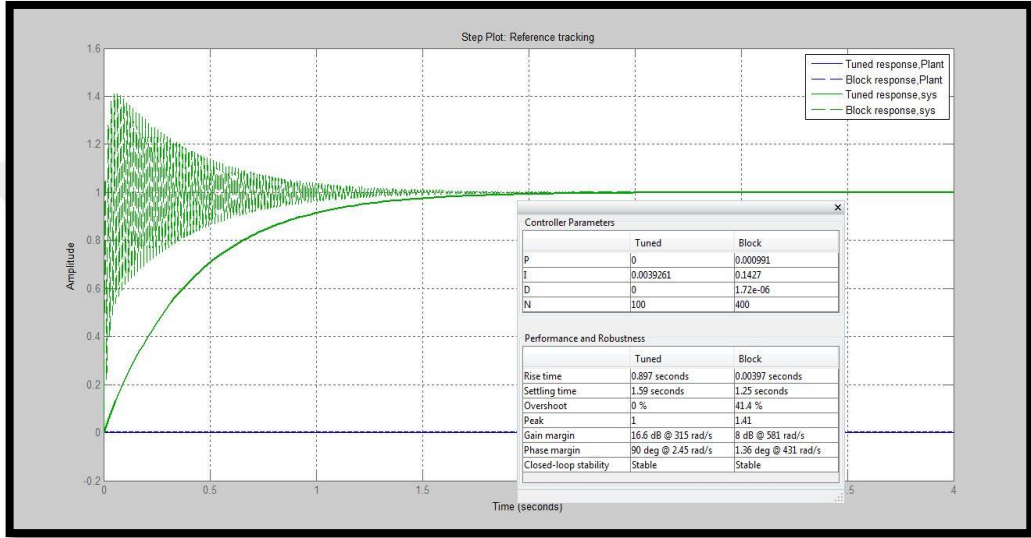 Step Plot: Reference tracking
1.6
1.4
1.2
1
0.8
0.6
0.4
0.2
0
-0.2
Amplitude
Tuned response,Plant
Block response,Plant
Tuned response,sys
Block response,sys
x
Controller Parameters
Tuned Block
P 0 0.000991
I 0.0039261 0.1427
D 0 1.72e-06
N 100 400
Performance and Robustness
Tuned Block
Rise time 0.897 seconds 0.00397 seconds
Settling time 1.59 seconds 1.25 seconds
Overshoot 0 % 41.4 %
Peak 1 1.41
Gain margin 16.6 dB @ 315 rad/s 8 dB @ 581 rad/s
Phase margin 90 deg @ 2.45 rad/s 1.36 deg @ 431 rad/s
Closed-loop stability Stable Stable
0 0.5 1 1.5 .5 4
Time (seconds)